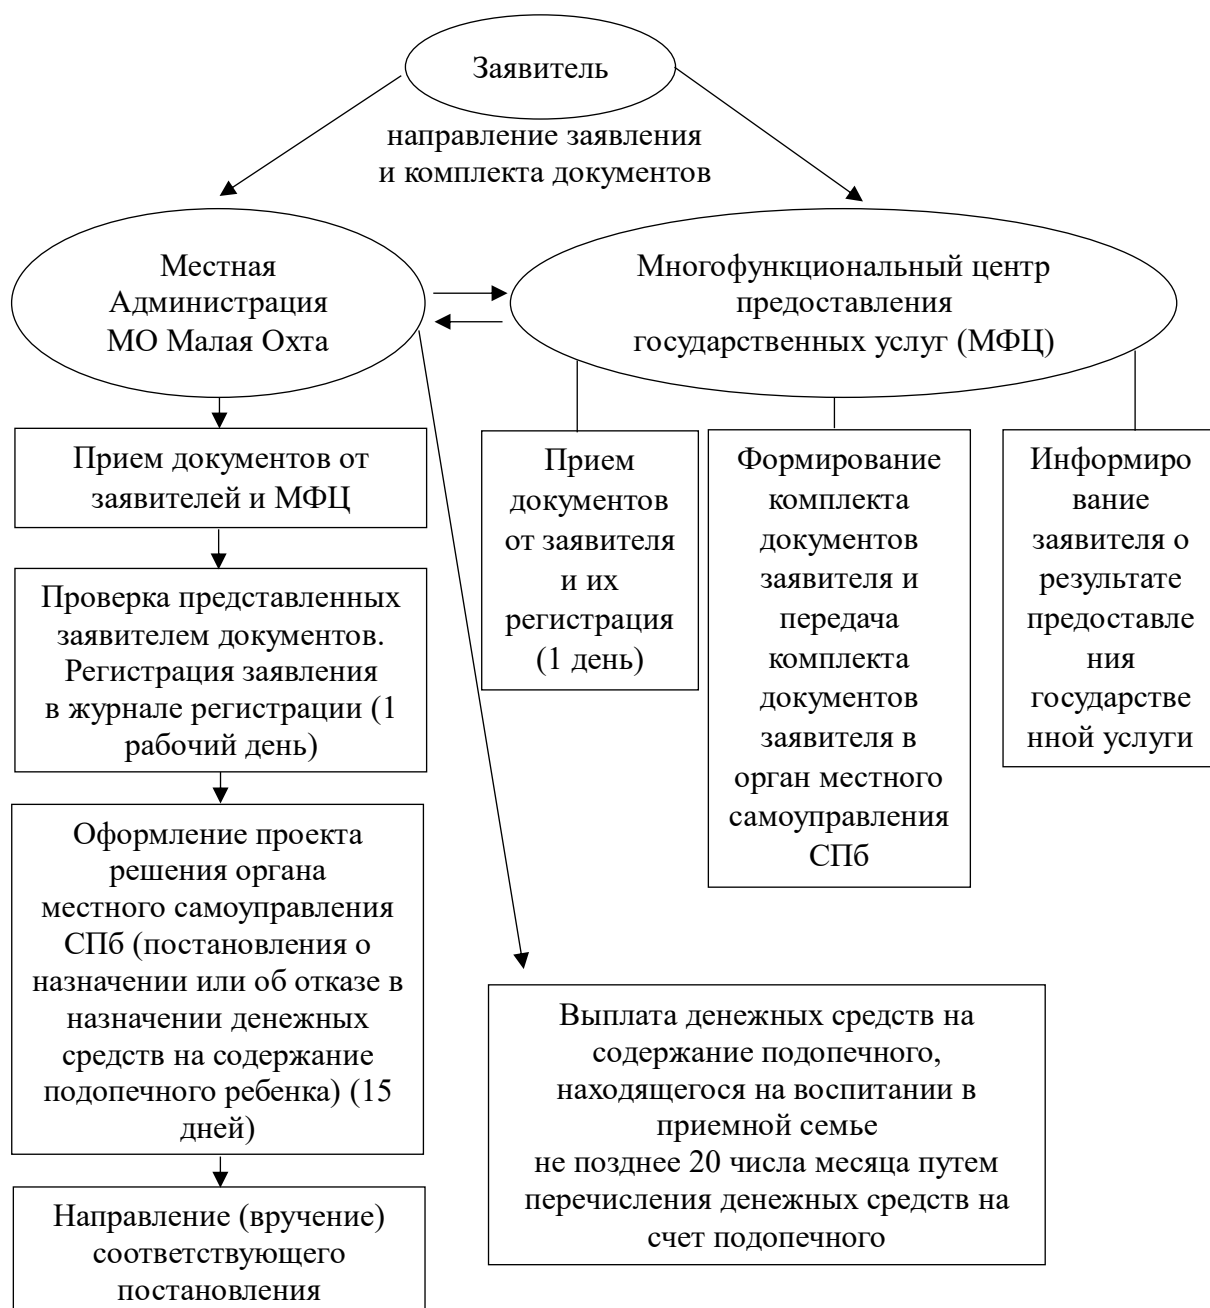 Заявитель
направление заявления
и комплекта документов
Местная
Администрация
МО Малая Охта
Многофункциональный центр
предоставления
государственных услуг (МФЦ)
Прием документов от
заявителей и МФЦ
Проверка представленных
заявителем документов.
Регистрация заявления
в журнале регистрации (1
рабочий день)
Оформление проекта
решения органа
местного самоуправления
СПб (постановления о
назначении или об отказе в
назначении денежных
средств на содержание
подопечного ребенка) (15
дней)
Направление (вручение)
соответствующего
постановления
Прием
документов
от заявителя
и их
регистрация
(1 день)
Формирование
комплекта
документов
заявителя и
передача
комплекта
документов
заявителя в
орган местного
самоуправления
СПб
Информиро
вание
заявителя о
результате
предоставле
ния
государстве
нной услуги
Выплата денежных средств на
содержание подопечного,
находящегося на воспитании в
приемной семье
не позднее 20 числа месяца путем
перечисления денежных средств на
счет подопечного